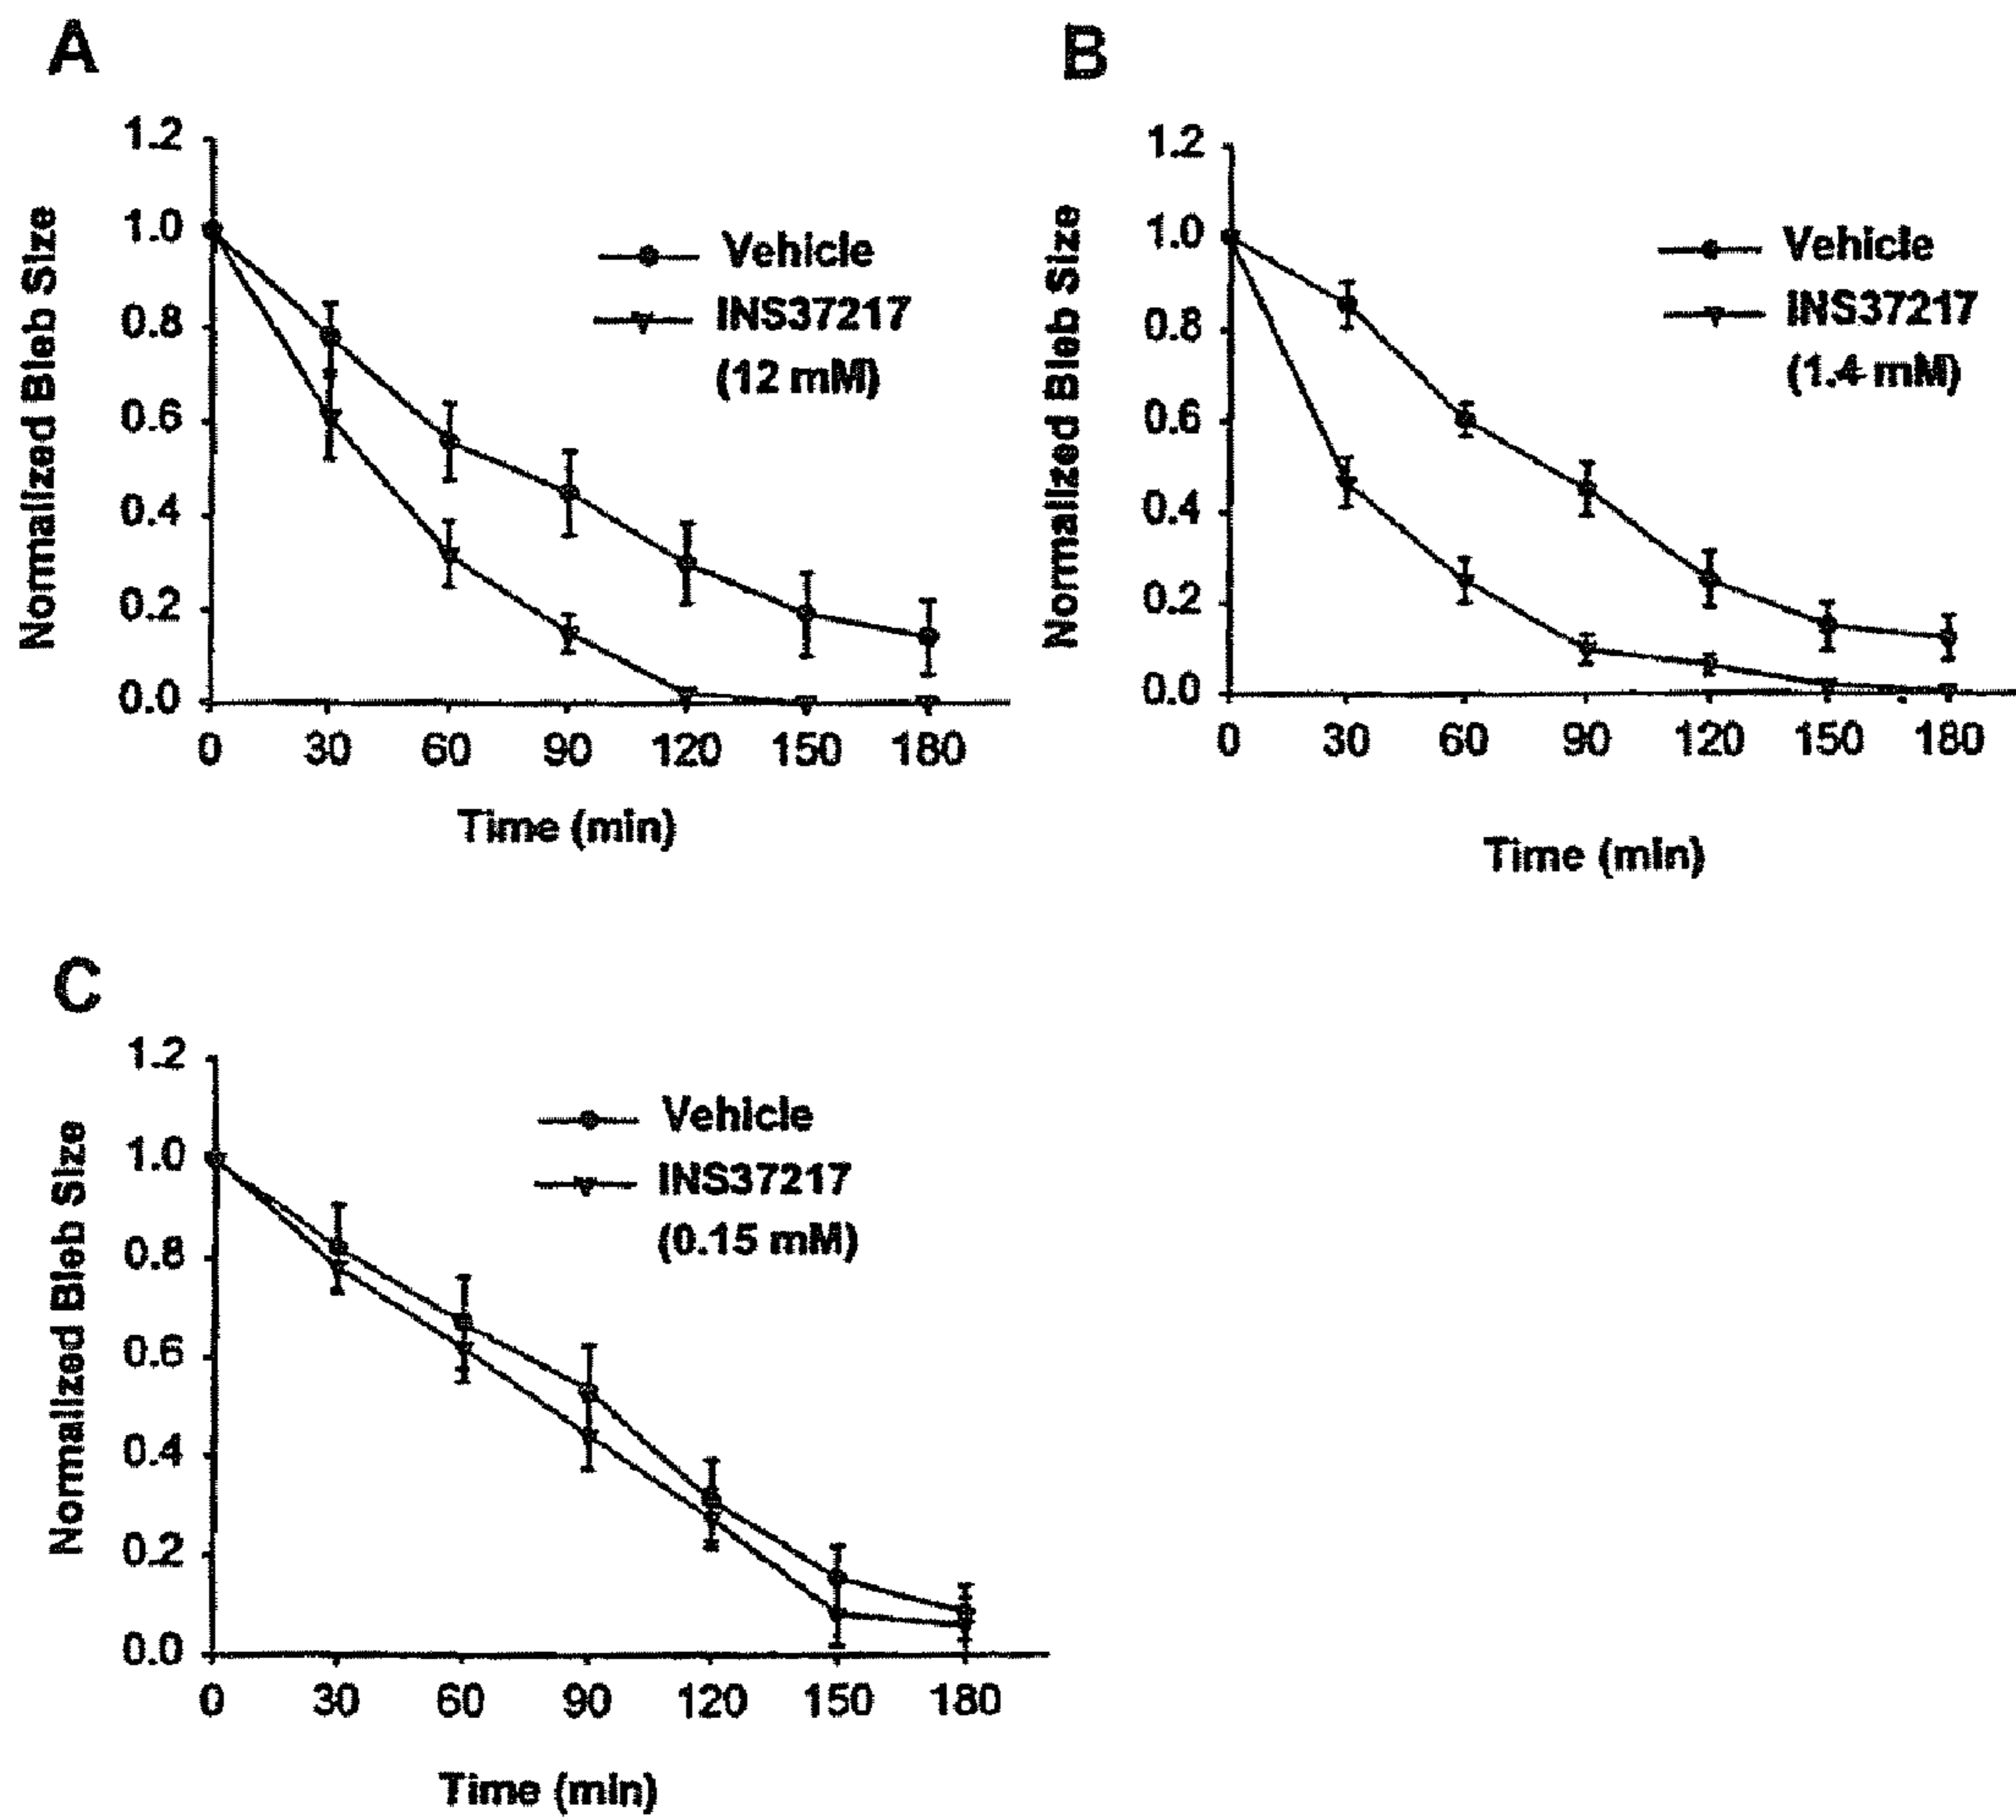 A
1.2
1.0
0.8
0.6
0.4
0.2
0.0
Normalized Bleb Size
Vehicle
INS37217
(12 mM)
0 30 60 90 120 150 180
Time (min)
B
1.2
1.0
0.8
0.6
0.4
0.2
0.0
Normalized Bleb Size
Vehicle
INS37217
(1.4 mM)
0 30 60 90 120 150 180
Time (min)
C
1.2
1.0
0.8
0.6
0.4
0.2
0.0
Normalized Bleb Size
Vehicle
INS37217
(0.15 mM)
0 30 60 90 120 150 180
Time (min)